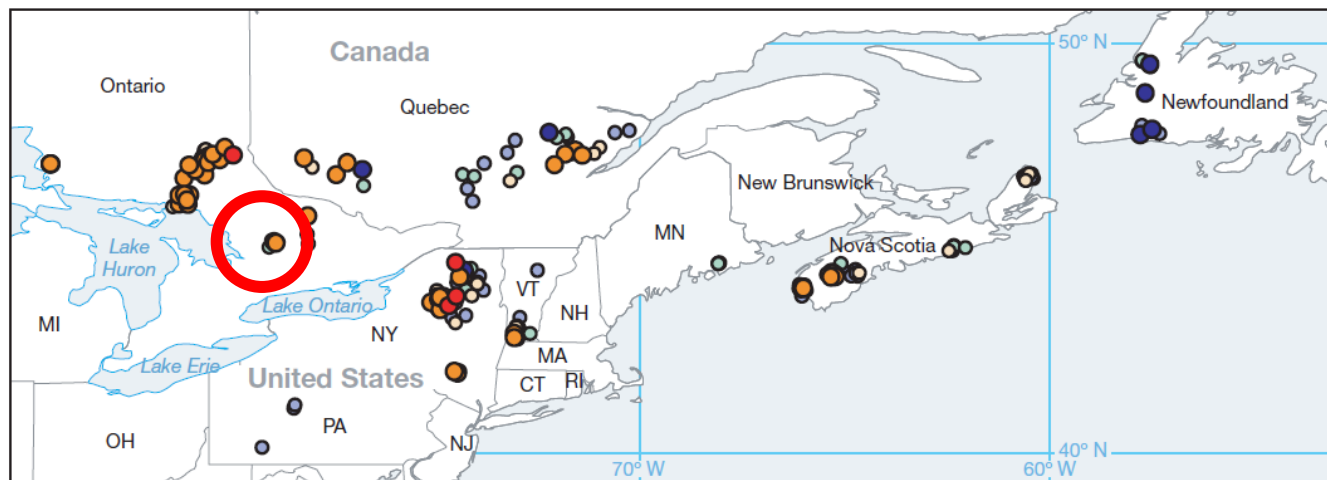 Canada
50° N
Ontario
Quebec
Newfoundland
New Brunswick
MN
Nova Scotia
Lake
Huron
VT
Lake Ontario
NH
MI
NY
MA
Lake Erie
United States
CT
RI
PA
OH
NJ
40° N
70° W
60° W